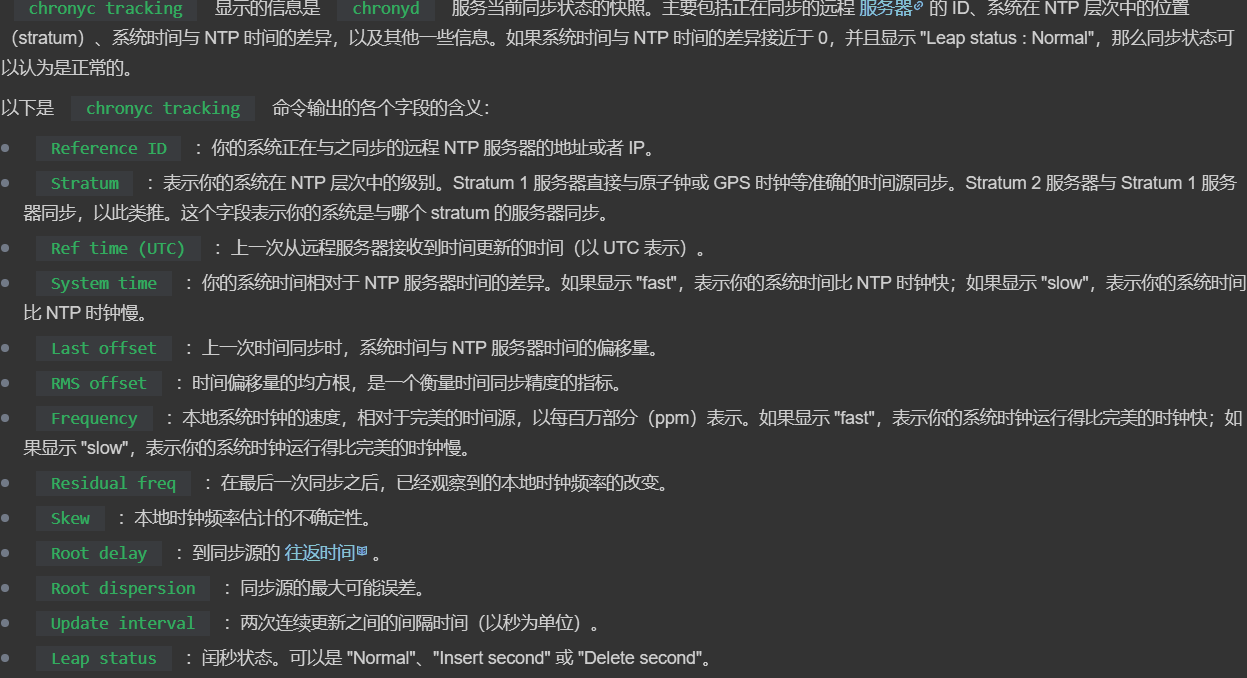 chronyc tracking 显示的信息是 chronyd 服务当前同步状态的快照。主要包括正在同步的远程 服务器 的 ID、系统在 NTP 层次中的位置
（stratum）、系统时间与 NTP 时间的差异，以及其他一些信息。如果系统时间与 NTP 时间的差异接近于 0，并且显示 "Leap status : Normal"，那么同步状态可
以认为是正常的。
以下是 chronyc tracking 命令输出的各个字段的含义：
Reference ID ：你的系统正在与之同步的远程 NTP 服务器的地址或者 IP。
Stratum ：表示你的系统在 NTP 层次中的级别。Stratum 1 服务器直接与原子钟或 GPS 时钟等准确的时间源同步。Stratum 2 服务器与 Stratum 1 服务
器同步，以此类推。这个字段表示你的系统是与哪个 stratum 的服务器同步。
Ref time (UTC) ：上一次从远程服务器接收到时间更新的时间（以 UTC 表示）。
System time ：你的系统时间相对于 NTP 服务器时间的差异。如果显示 "fast"，表示你的系统时间比 NTP 时钟快；如果显示 "slow"，表示你的系统时间
比 NTP 时钟慢。
Last offset ：上一次时间同步时，系统时间与 NTP 服务器时间的偏移量。
RMS offset ：时间偏移量的均方根，是一个衡量时间同步精度的指标。
Frequency ：本地系统时钟的速度，相对于完美的时间源，以每百万部分（ppm）表示。如果显示 "fast"，表示你的系统时钟运行得比完美的时钟快；如
果显示 "slow"，表示你的系统时钟运行得比完美的时钟慢。
Residual freq ：在最后一次同步之后，已经观察到的本地时钟频率的改变。
Skew ：本地时钟频率估计的不确定性。
Root delay ：到同步源的 往返时间 。
Root dispersion ：同步源的最大可能误差。
Update interval ：两次连续更新之间的间隔时间（以秒为单位）。
Leap status ：闰秒状态。可以是 "Normal"、"Insert second" 或 "Delete second"。